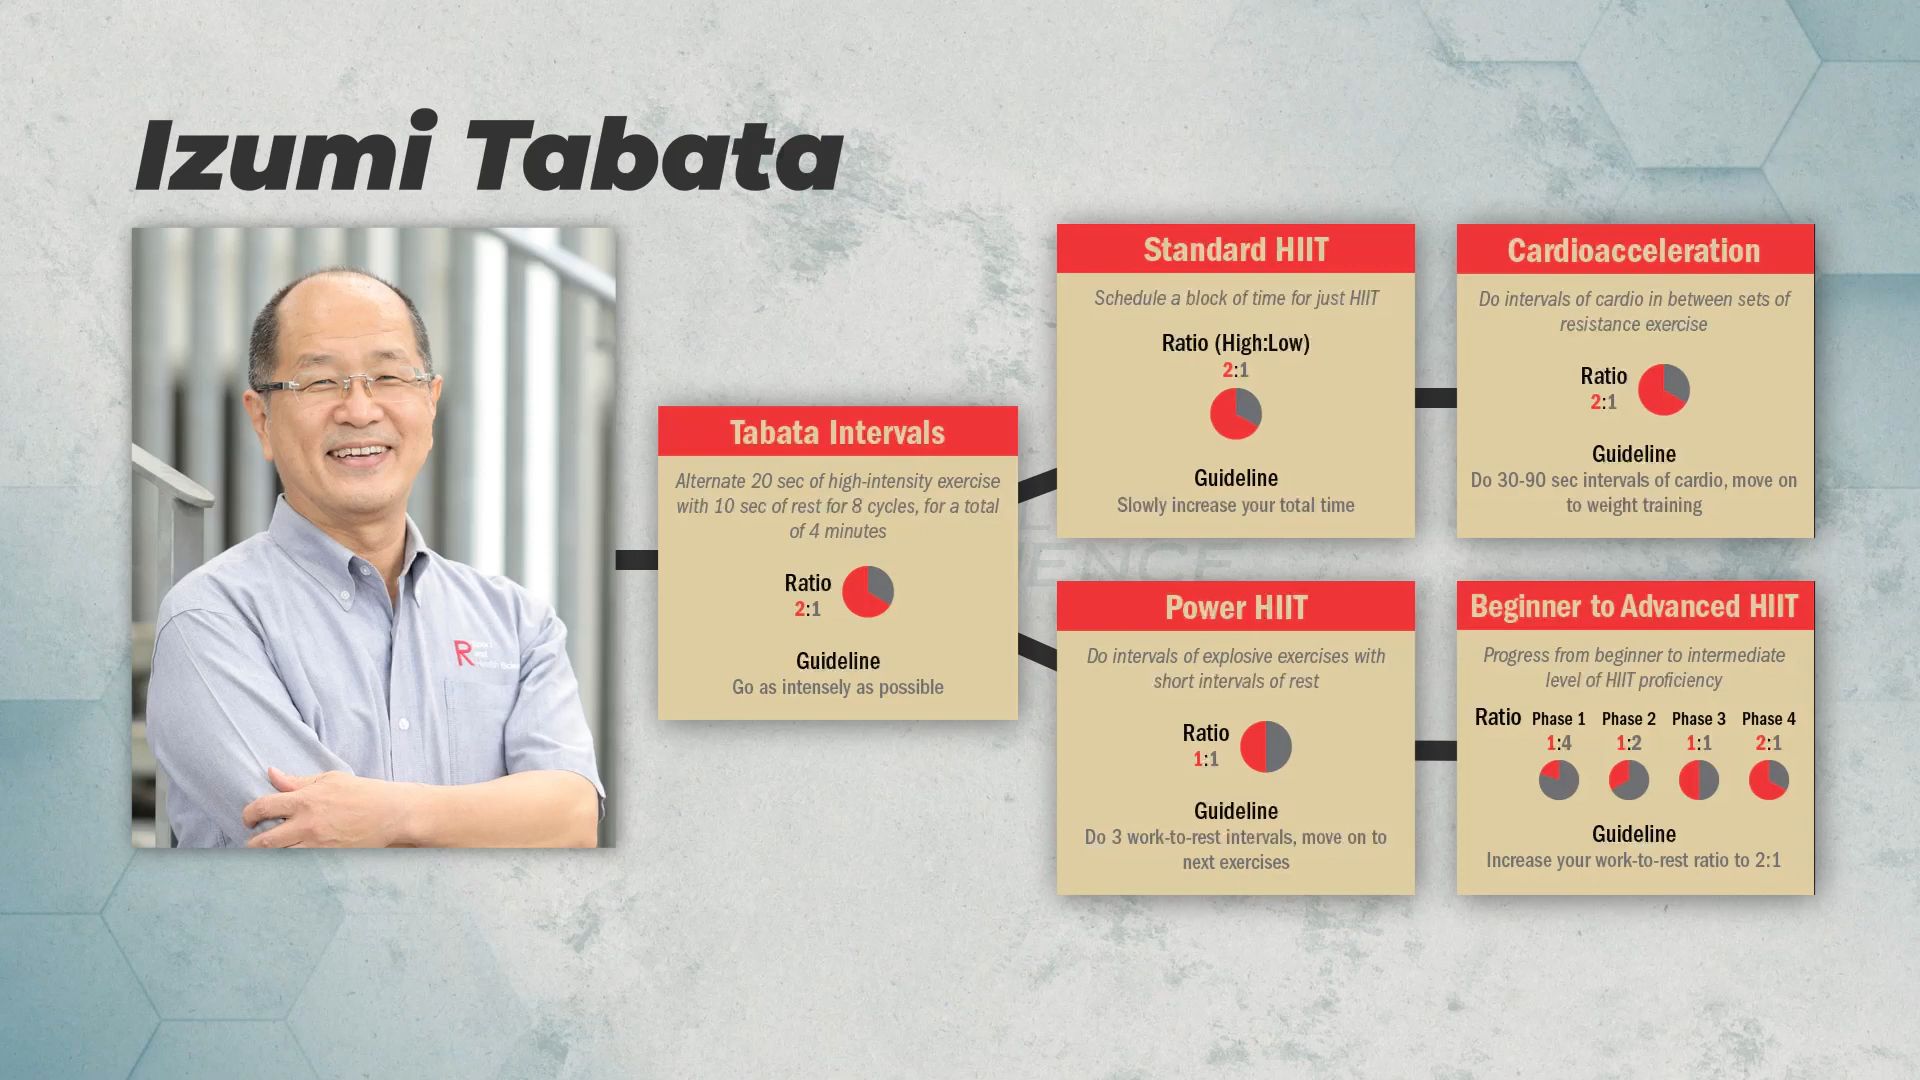 Izumi Tabata
Tabata Intervals
Alternate 20 sec of high-intensity exercise
with 10 sec of rest for 8 cycles, for a total
of 4 minutes
Ratio
2:1
Guideline
Go as intensely as possible
Standard HIIT
Schedule a block of time for just HIIT
Ratio (High:Low)
2:1
Guideline
Slowly increase your total time
Cardioacceleration
Do intervals of cardio in between sets of
resistance exercise
Ratio
2:1
Guideline
Do 30-90 sec intervals of cardio, move on
to weight training
Power HIIT
Do intervals of explosive exercises with
short intervals of rest
Ratio
1:1
Guideline
Do 3 work-to-rest intervals, move on to
next exercises
Beginner to Advanced HIIT
Progress from beginner to intermediate
level of HIIT proficiency
Ratio Phase 1 Phase 2 Phase 3 Phase 4
1:4 1:2 1:1 2:1
Guideline
Increase your work-to-rest ratio to 2:1